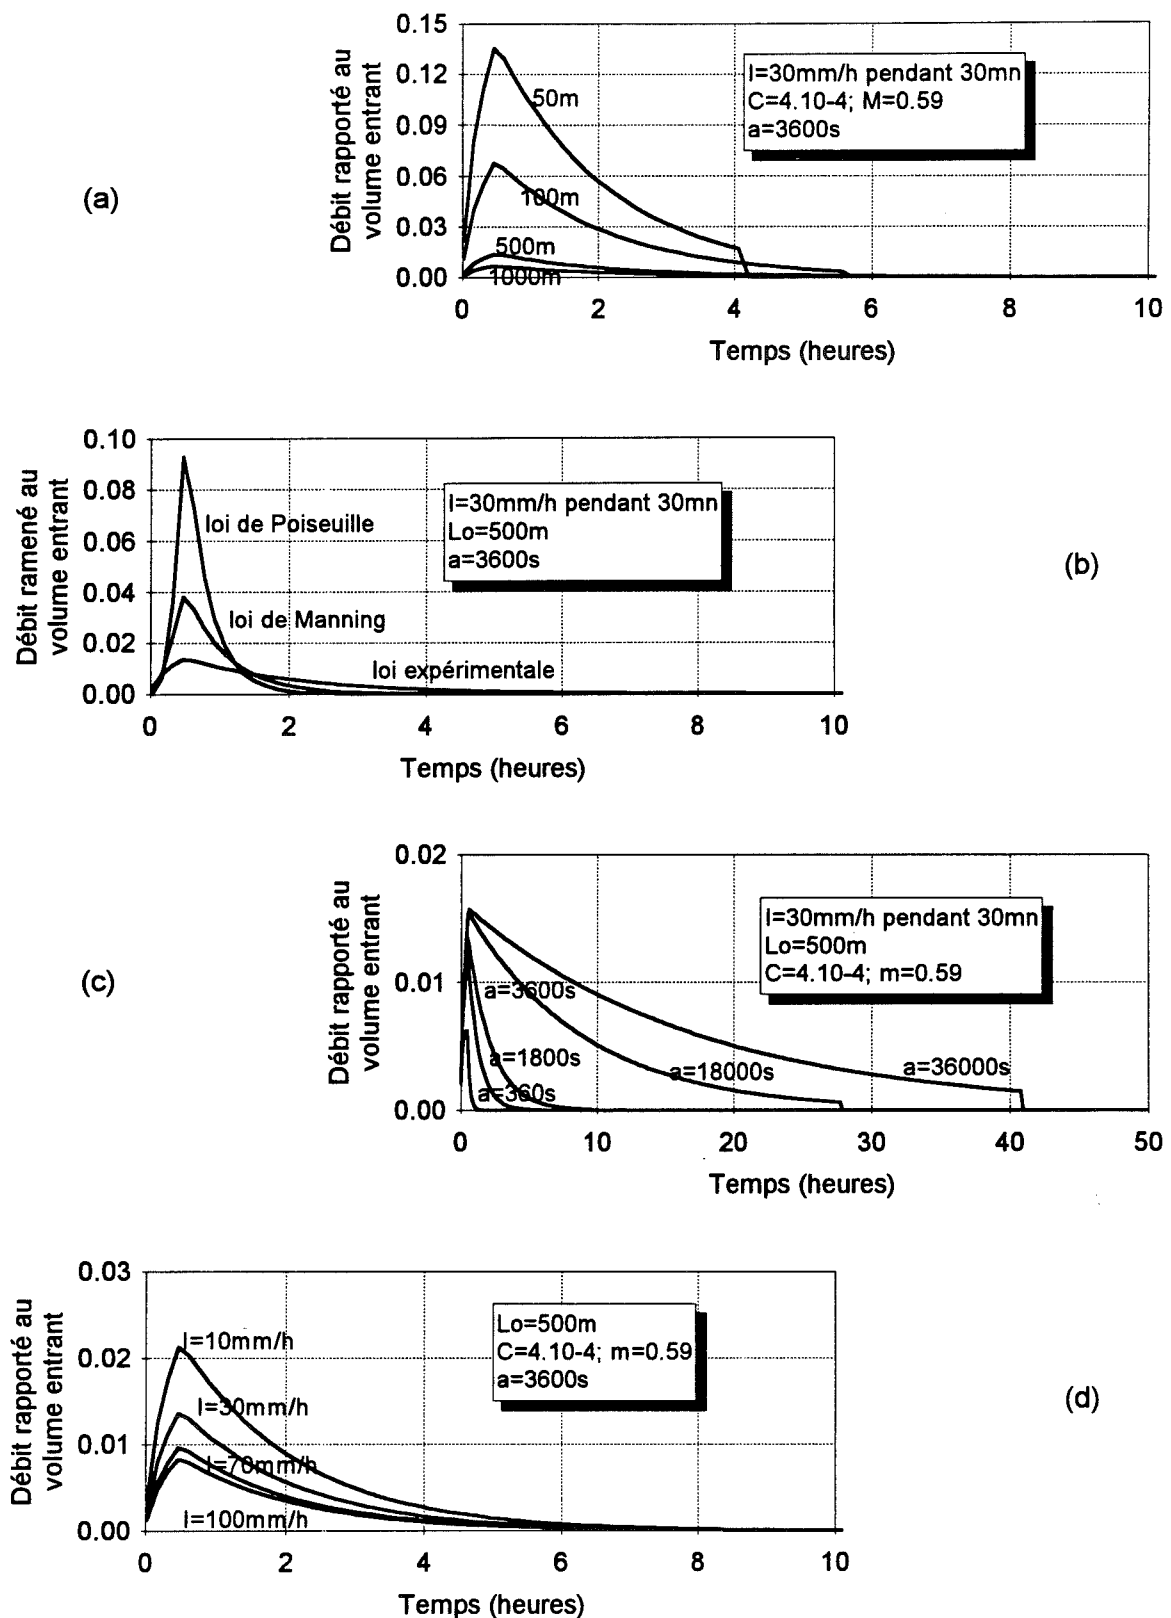 (a)
Débit rapporté au
volume entrant
0.15
0.12
0.09
0.06
0.03
0.00
50m
100m
500m
1000m
I=30mm/h pendant 30mn
C=4.10-4; M=0.59
a=3600s
0 2 4 6 8 10
Temps (heures)
Débit ramené au
volume entrant
0.10
0.08
0.06
0.04
0.02
0.00
loi de Poiseuille
loi de Manning
loi expérimentale
I=30mm/h pendant 30mn
Lo=500m
a=3600s
(b)
0 2 4 6 8 10
Temps (heures)
(c)
Débit rapporté au
volume entrant
0.02
0.01
0.00
a=3600s
a=1800s
a=360s
a=18000s
a=36000s
I=30mm/h pendant 30mn
Lo=500m
C=4.10-4; m=0.59
0 10 20 30 40 50
Temps (heures)
Débit rapporté au
volume entrant
0.03
0.02
0.01
0.00
I=10mm/h
I=30mm/h
I=70mm/h
I=100mm/h
Lo=500m
C=4.10-4; m=0.59
a=3600s
(d)
0 2 4 6 8 10
Temps (heures)